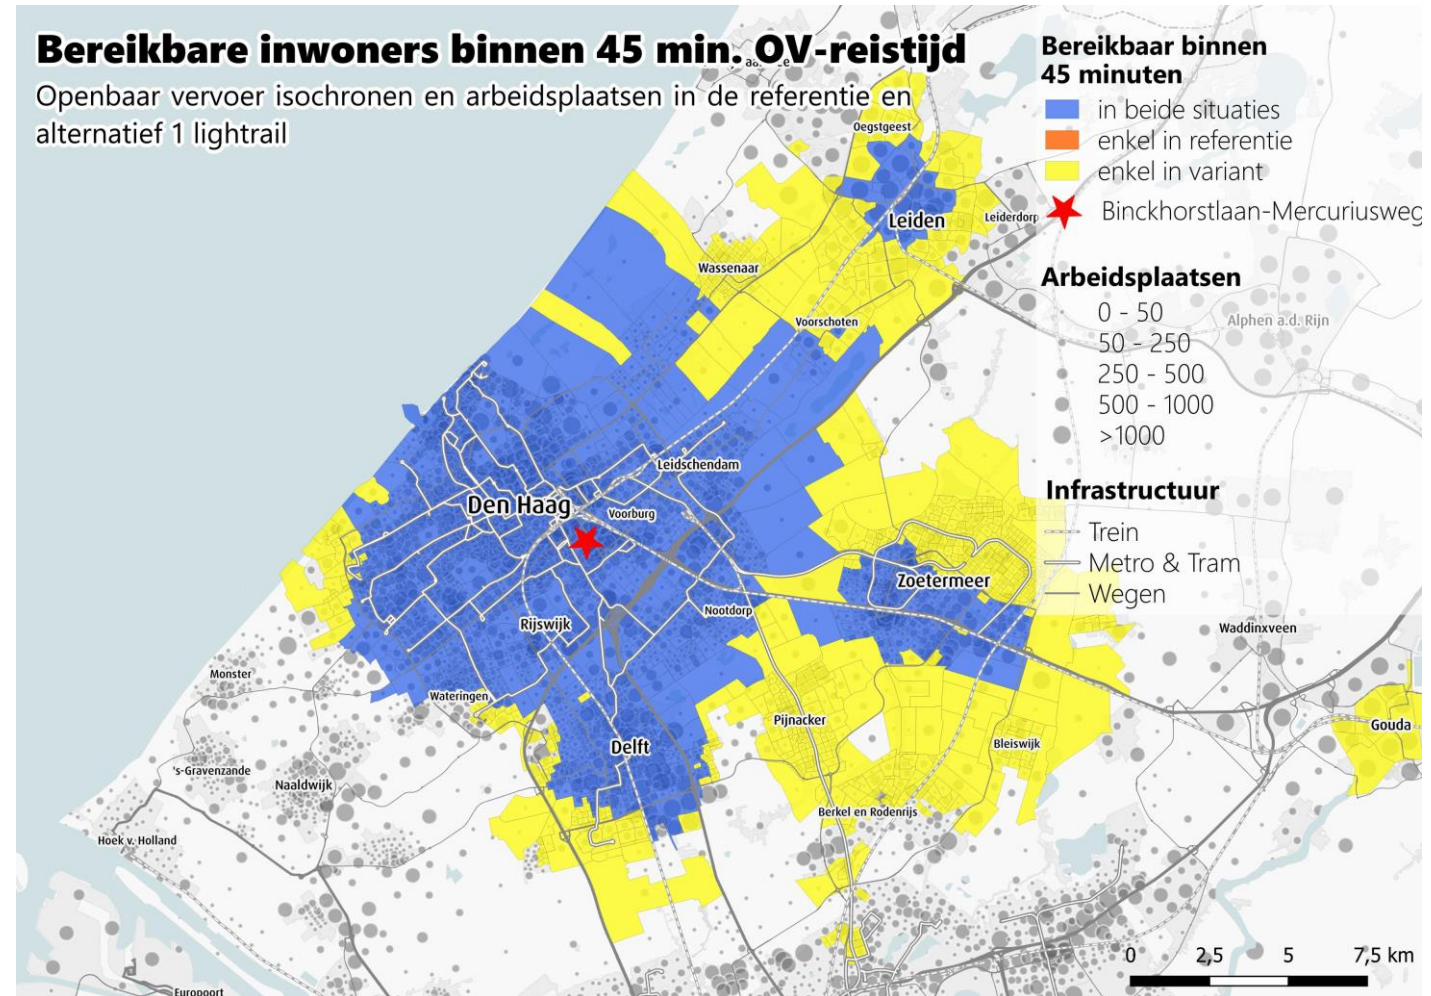 Bereikbare inwoners binnen 45 min. OV-reistijd
Openbaar vervoer isochronen en arbeidsplaatsen in de referentie en
alternatief 1 lightrail
Bereikbaar binnen
45 minuten
in beide situaties
enkel in referentie
enkel in variant
Binckhorstlaan-Mercuriusweg
Arbeidsplaatsen
0 - 50
50 - 250
250 - 500
500 - 1000
>1000
Infrastructuur
Trein
Metro & Tram
Wegen
Oegstgeest
Leiden
Leiderdorp
Wassenaar
Voorschoten
Alphen a.d. Rijn
Leidschendam
Den Haag
Voorburg
Zoetermeer
Nootdorp
Rijswijk
Waddinxveen
Monster
Wateringen
Pijnacker
Gouda
Delft
Bleiswijk
's-Gravenzande
Naaldwijk
Berkel en Rodenrijs
Hoek v. Holland
Europoort
0 2,5 5 7,5 km